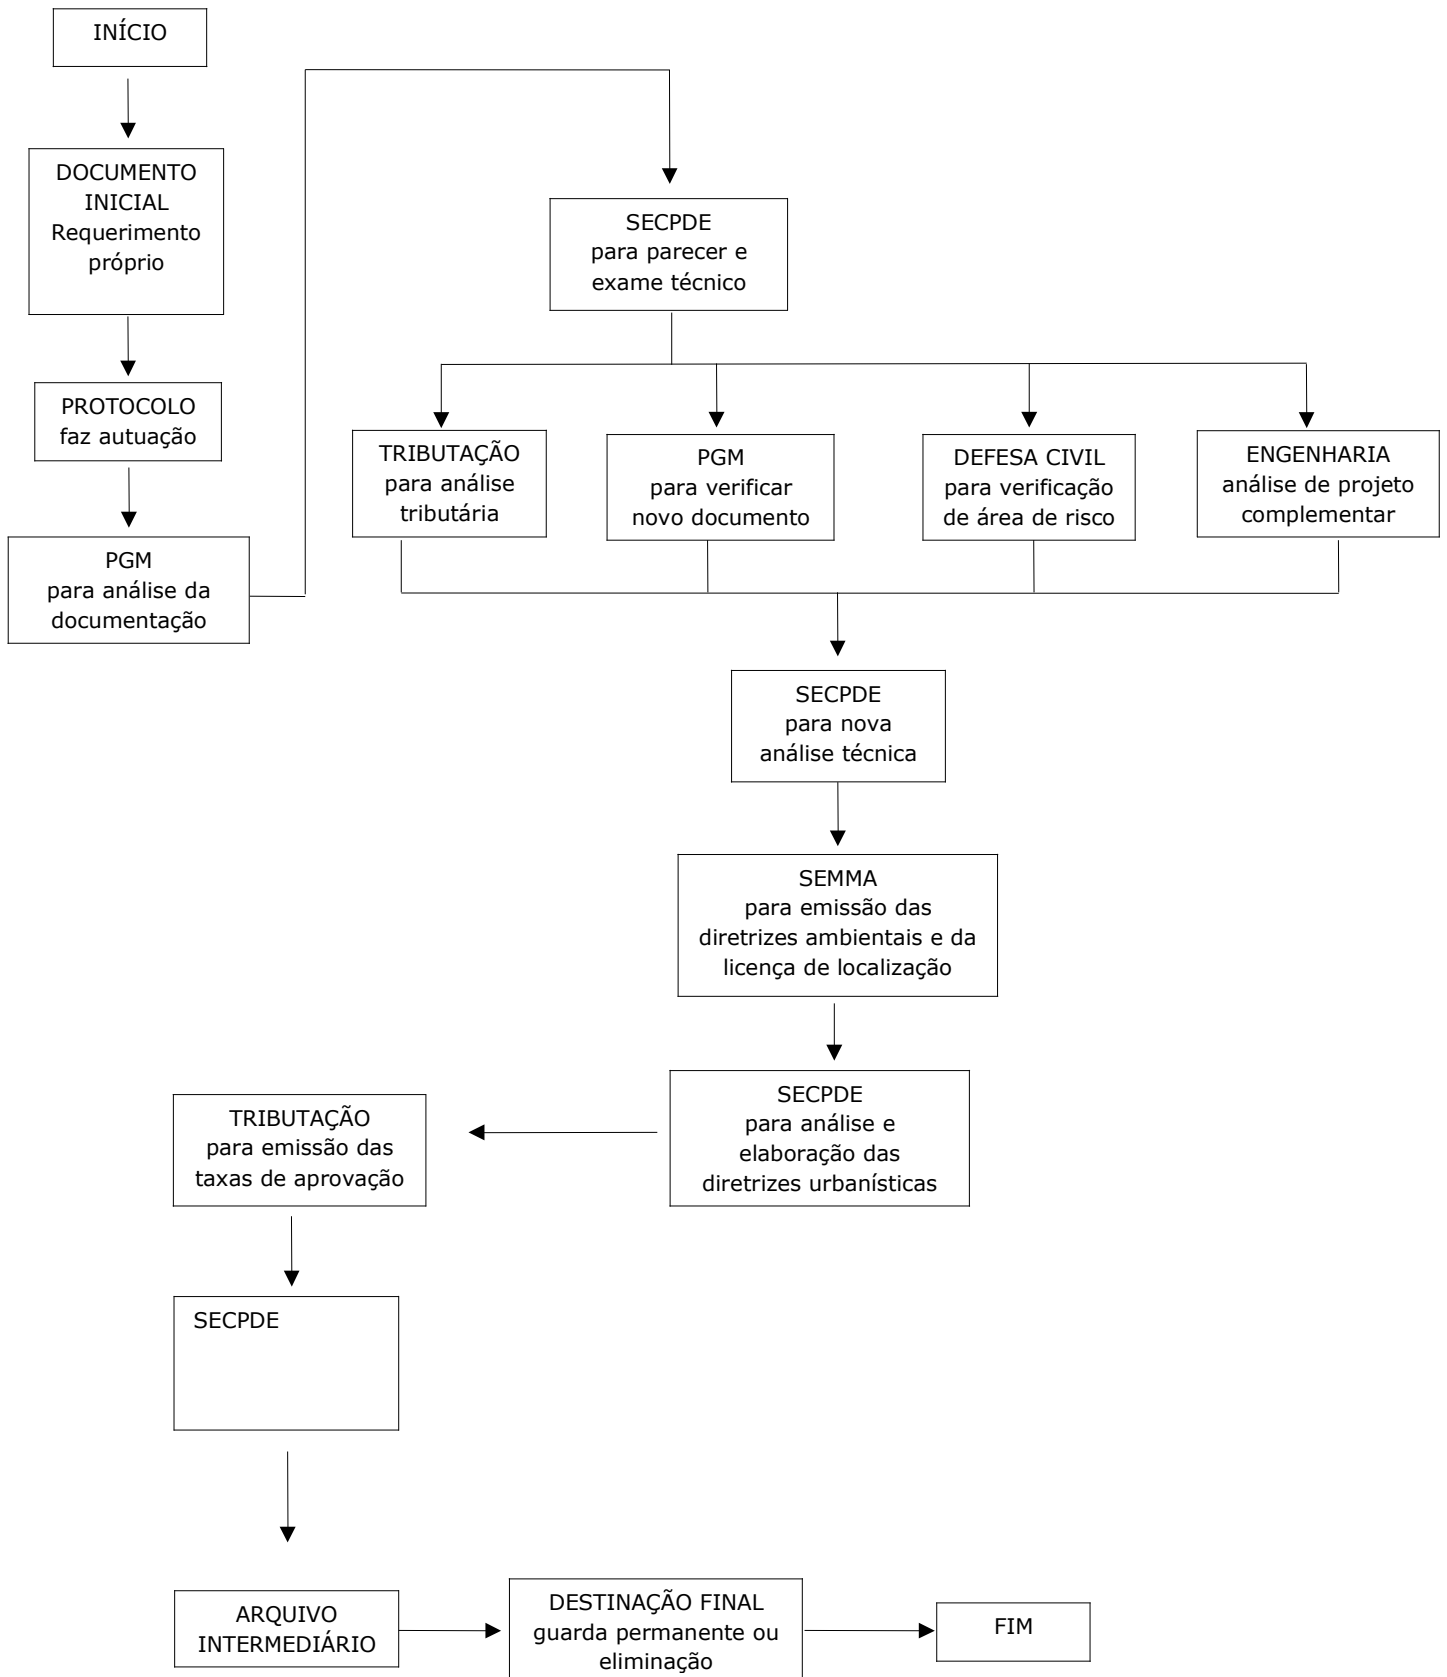 INÍCIO
DOCUMENTO
INICIAL
Requerimento
próprio
PROTOCOLO
faz autuação
PGM
para análise da
documentação
SECPDE
para parecer e
exame técnico
TRIBUTAÇÃO
para análise
tributária
PGM
para verificar
novo documento
DEFESA CIVIL
para verificação
de área de risco
ENGENHARIA
análise de projeto
complementar
SECPDE
para nova
análise técnica
SEMMA
para emissão das
diretrizes ambientais e da
licença de localização
SECPDE
para análise e
elaboração das
diretrizes urbanísticas
TRIBUTAÇÃO
para emissão das
taxas de aprovação
SECPDE
ARQUIVO
INTERMEDIÁRIO
DESTINAÇÃO FINAL
guarda permanente ou
eliminação
FIM